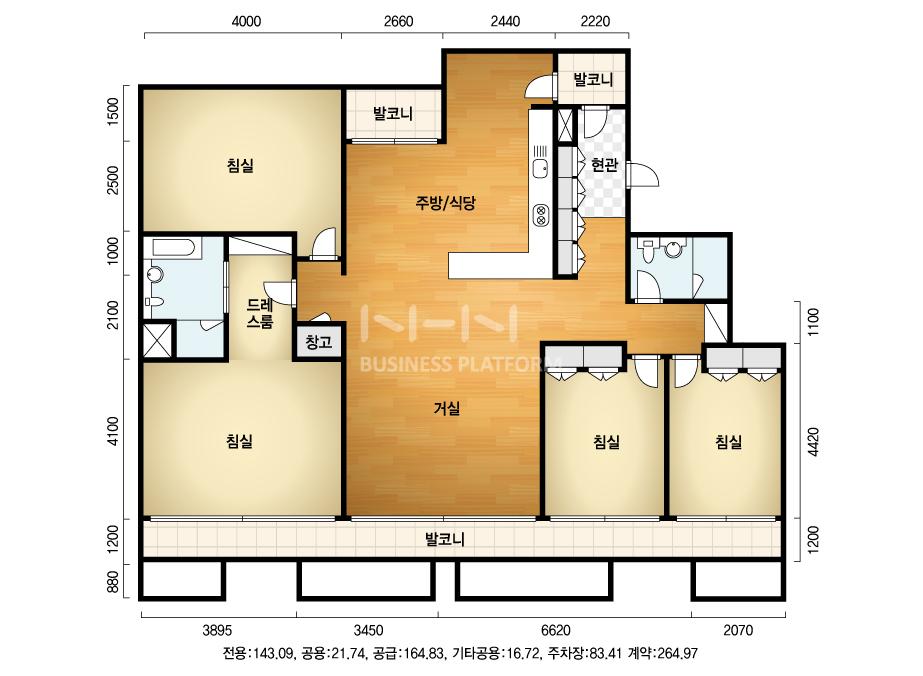 4000 2660 2440 2220
1500
2500
1000
2100
4100
1200
880
발코니
발코니
침실
현관
주방/식당
드레
스룸
창고
NHN
BUSINESS PLATFORM
1100
4420
1200
거실
침실
침실
침실
발코니
3895 3450 6620 2070
전용:143.09, 공용:21.74, 공급:164.83, 기타공용:16.72, 주차장:83.41 계약:264.97